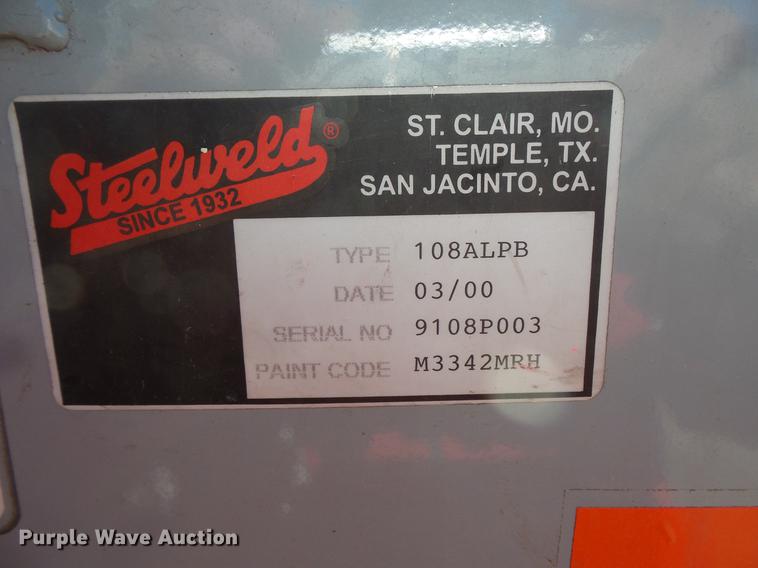 Steelweld®
SINCE 1932
ST. CLAIR, MO.
TEMPLE, TX.
SAN JACINTO, CA.
TYPE 108ALPB
DATE 03/00
SERIAL NO 9108P003
PAINT CODE M3342MRH
Purple Wave Auction